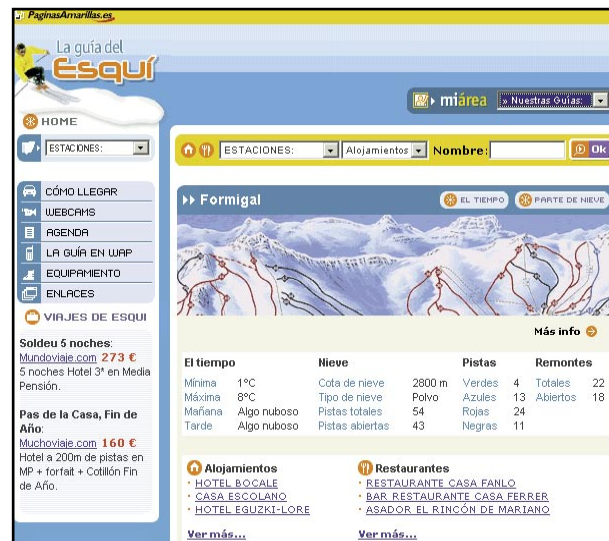 PaginasAmarillas.es
La guía del
Esquí
miárea » Nuestras Guías:
HOME
ESTACIONES:
ESTACIONES: Alojamientos Nombre: Ok
CÓMO LLEGAR
WEBCAMS
AGENDA
LA GUÍA EN WAP
EQUIPAMIENTO
ENLACES
VIAJES DE ESQUI
Soldeu 5 noches:
Mundoviaje.com 273 €
5 noches Hotel 3* en Media
Pensión.
Pas de la Casa, Fin de
Año:
Muchoviaje.com 160 €
Hotel a 200m de pistas en
MP + forfait + Cotillón Fin
de Año.
Formigal EL TIEMPO PARTE DE NIEVE
Más info
El tiempo Nieve Pistas Remontes
Mínima 1°C Cota de nieve 2800 m Verdes 4 Totales 22
Máxima 8°C Tipo de nieve Polvo Azules 13 Abiertos 18
Mañana Algo nuboso Pistas totales 54 Rojas 24
Tarde Algo nuboso Pistas abiertas 43 Negras 11
Alojamientos Restaurantes
· HOTEL BOCALE · RESTAURANTE CASA FANLO
· CASA ESCOLANO · BAR RESTAURANTE CASA FERRER
· HOTEL EGUZKI-LORE · ASADOR EL RINCÓN DE MARIANO
Ver más... Ver más...